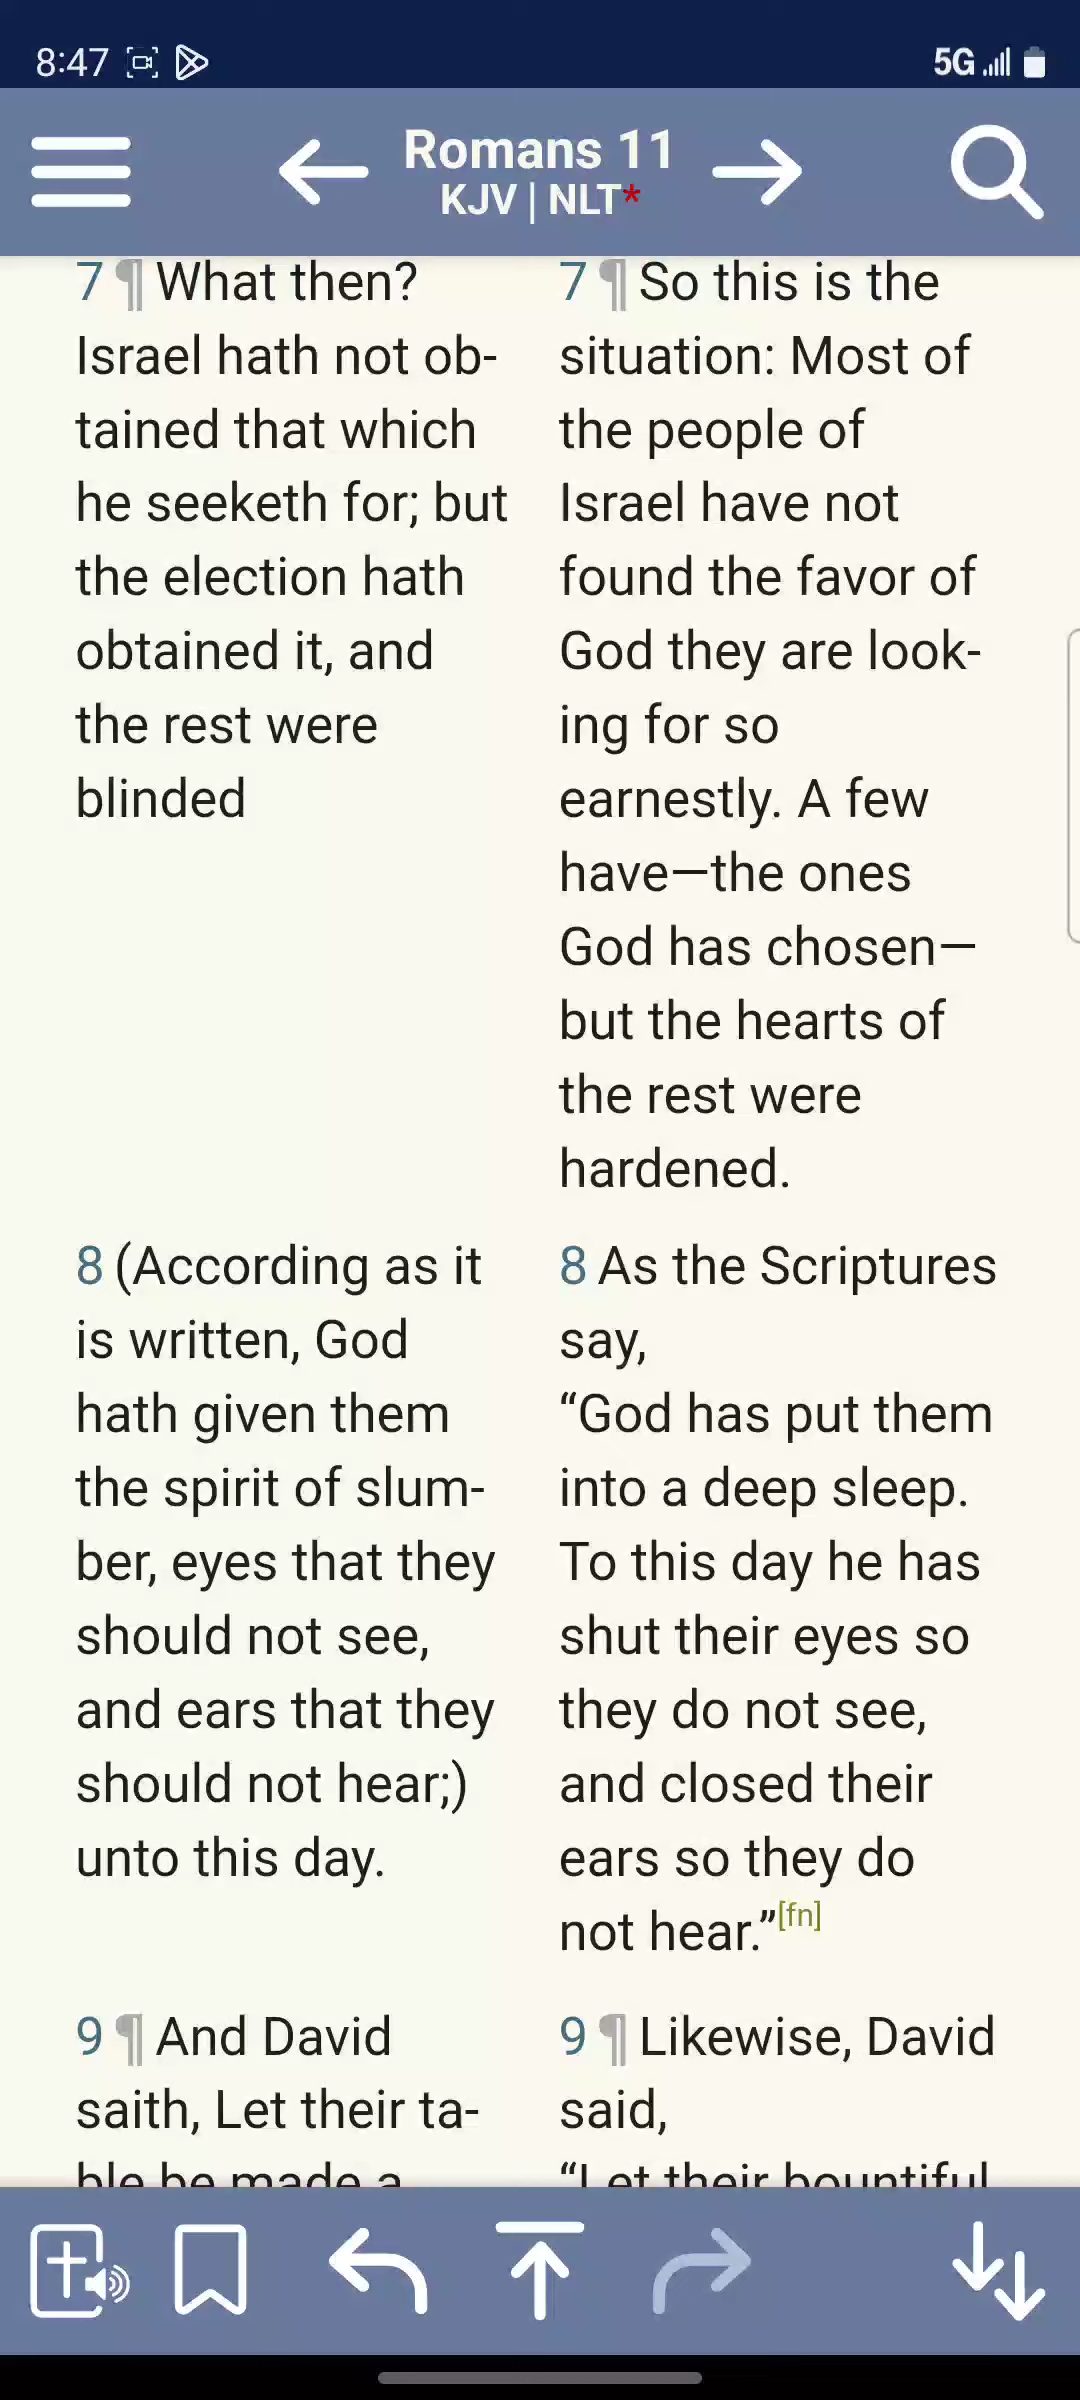 8:47
5G
Romans 11
KJV | NLT*
7 ¶ What then?
Israel hath not ob-
tained that which
he seeketh for; but
the election hath
obtained it, and
the rest were
blinded
7 ¶ So this is the
situation: Most of
the people of
Israel have not
found the favor of
God they are look-
ing for so
earnestly. A few
have—the ones
God has chosen—
but the hearts of
the rest were
hardened.
8 (According as it
is written, God
hath given them
the spirit of slum-
ber, eyes that they
should not see,
and ears that they
should not hear;)
unto this day.
8 As the Scriptures
say,
“God has put them
into a deep sleep.
To this day he has
shut their eyes so
they do not see,
and closed their
ears so they do
not hear.”[fn]
9 ¶ And David
saith, Let their ta-
ble be made a
9 ¶ Likewise, David
said,
“Let their bountiful